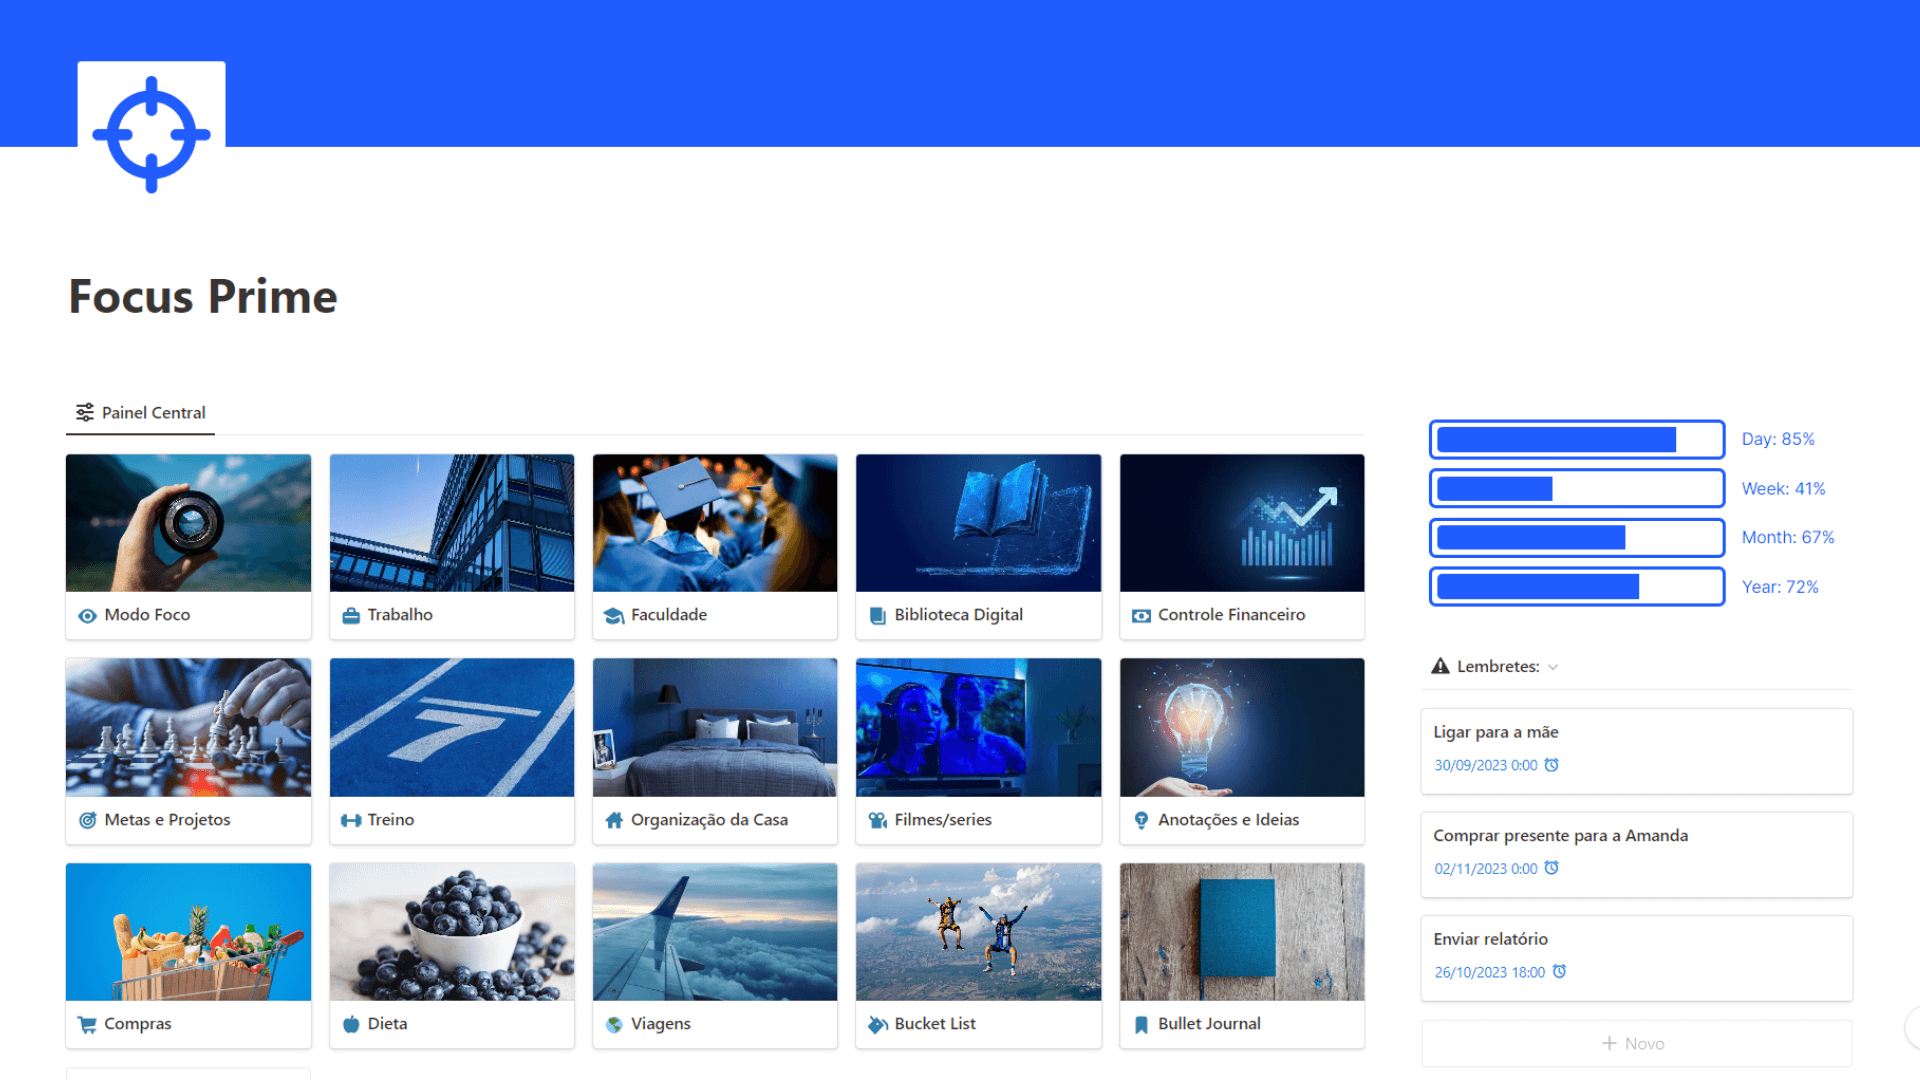 Focus Prime
Painel Central
Modo Foco
Trabalho
Faculdade
Biblioteca Digital
Controle Financeiro
Metas e Projetos
Treino
Organização da Casa
Filmes/series
Anotações e Ideias
Compras
Dieta
Viagens
Bucket List
Bullet Journal
Day: 85%
Week: 41%
Month: 67%
Year: 72%
Lembretes:
Ligar para a mãe
30/09/2023 0:00
Comprar presente para a Amanda
02/11/2023 0:00
Enviar relatório
26/10/2023 18:00
+ Novo